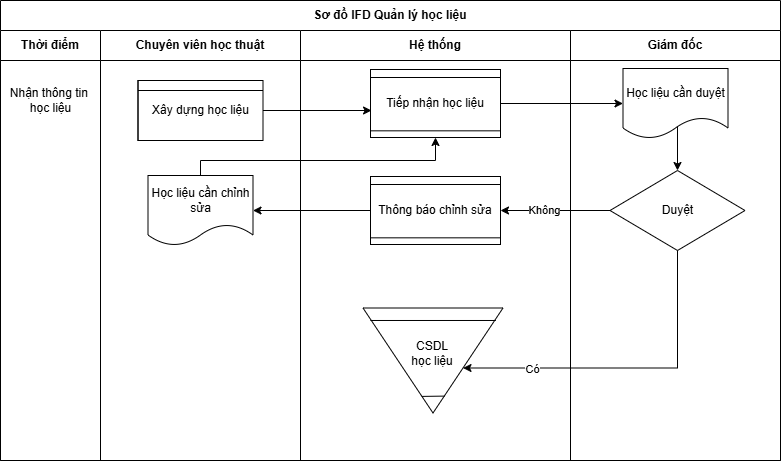 Sơ đồ IFD Quản lý học liệu
Thời điểm
Chuyên viên học thuật
Hệ thống
Giám đốc
Nhận thông tin
học liệu
Xây dựng học liệu
Tiếp nhận học liệu
Học liệu cần duyệt
Học liệu cần chỉnh
sửa
Thông báo chỉnh sửa
Không
Duyệt
CSDL
học liệu
Có